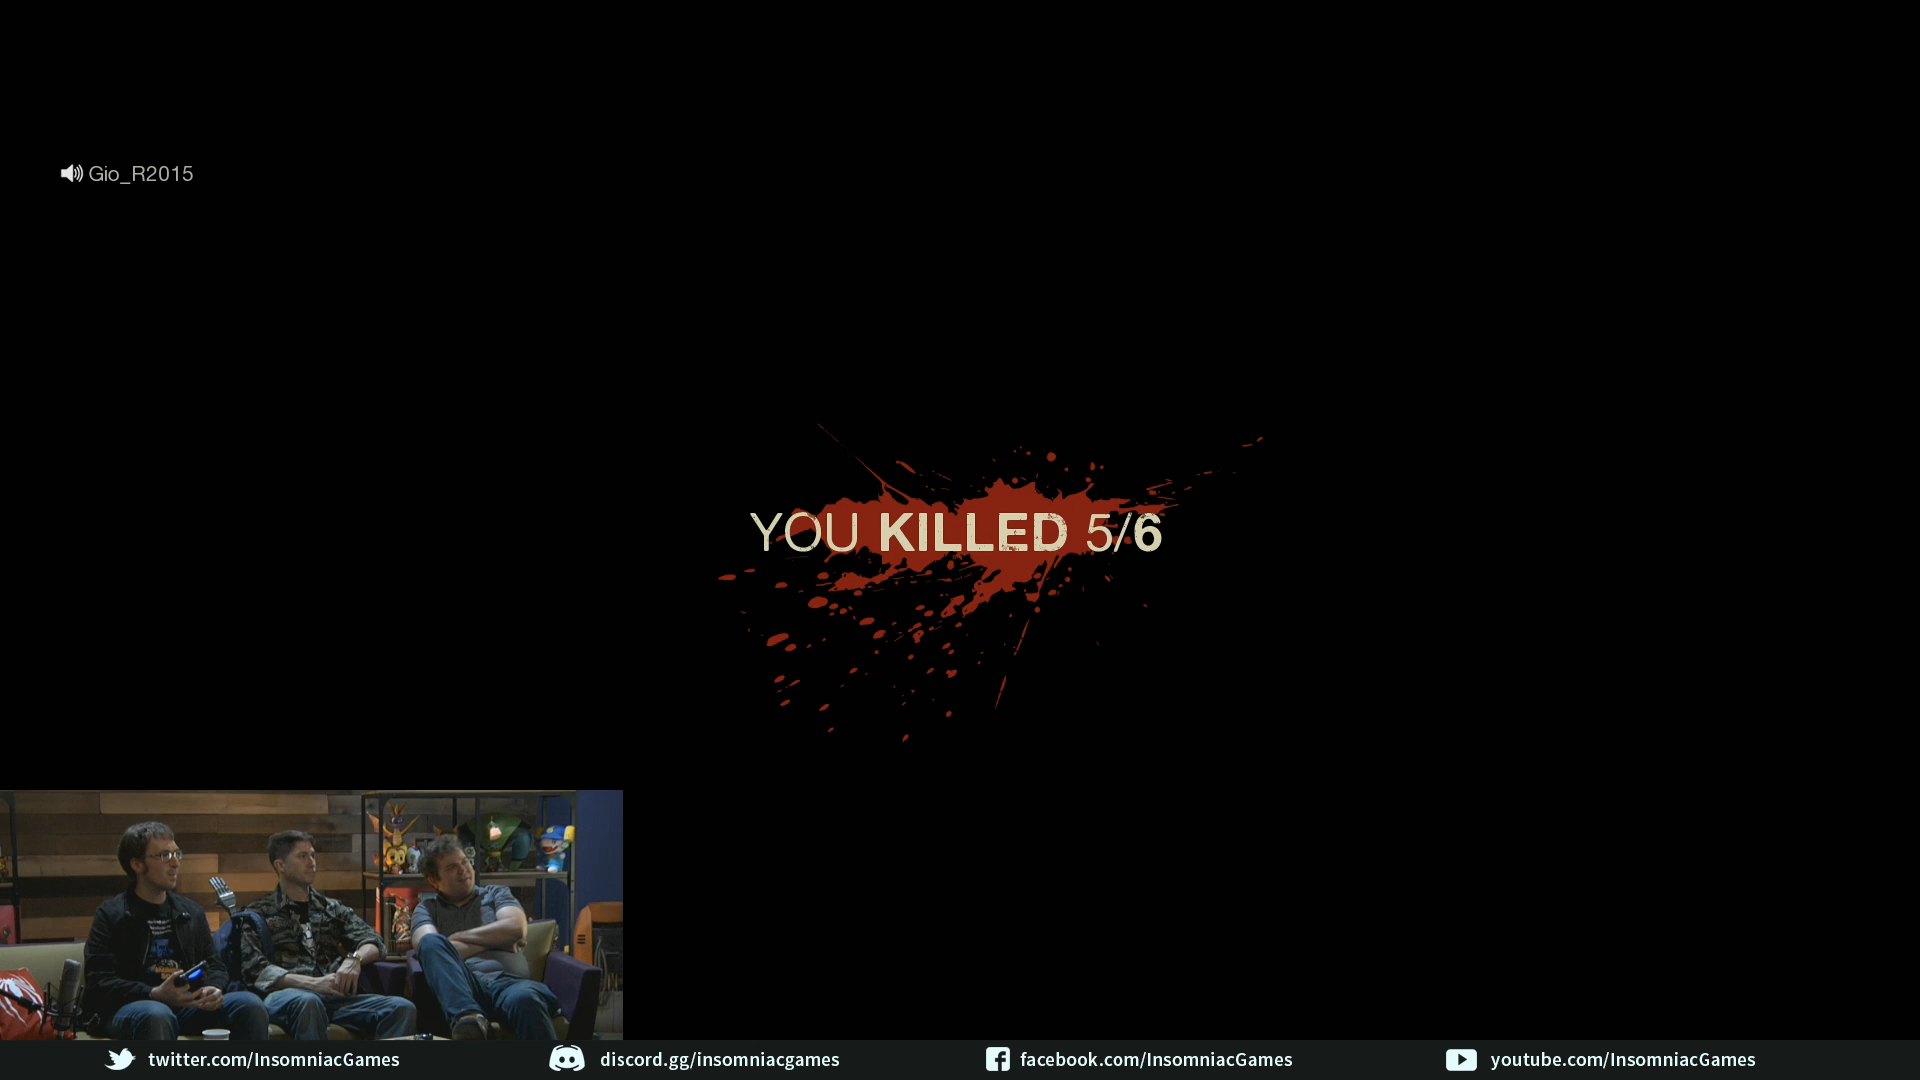 Gio_R2015
YOU KILLED 5/6
twitter.com/InsomniacGames
discord.gg/insomniacgames
facebook.com/InsomniacGames
youtube.com/InsomniacGames